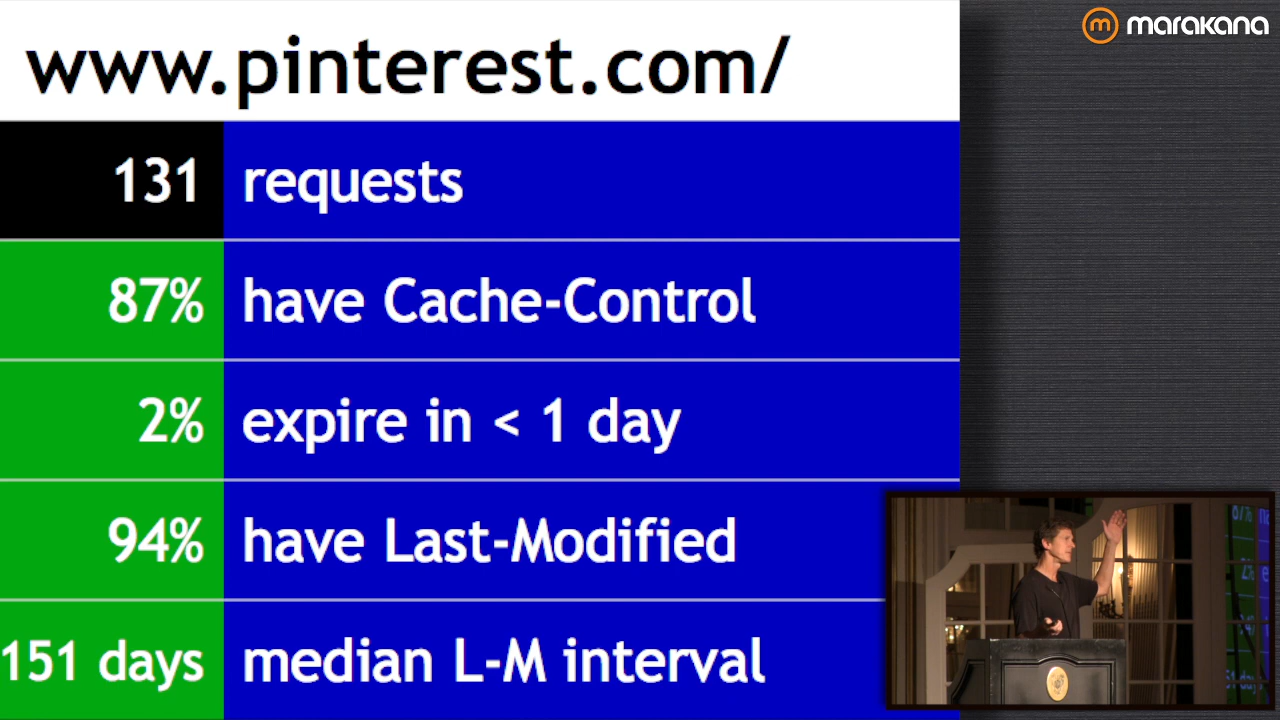 www.pinterest.com/
marakana
131 requests
87% have Cache-Control
2% expire in < 1 day
94% have Last-Modified
151 days median L-M interval